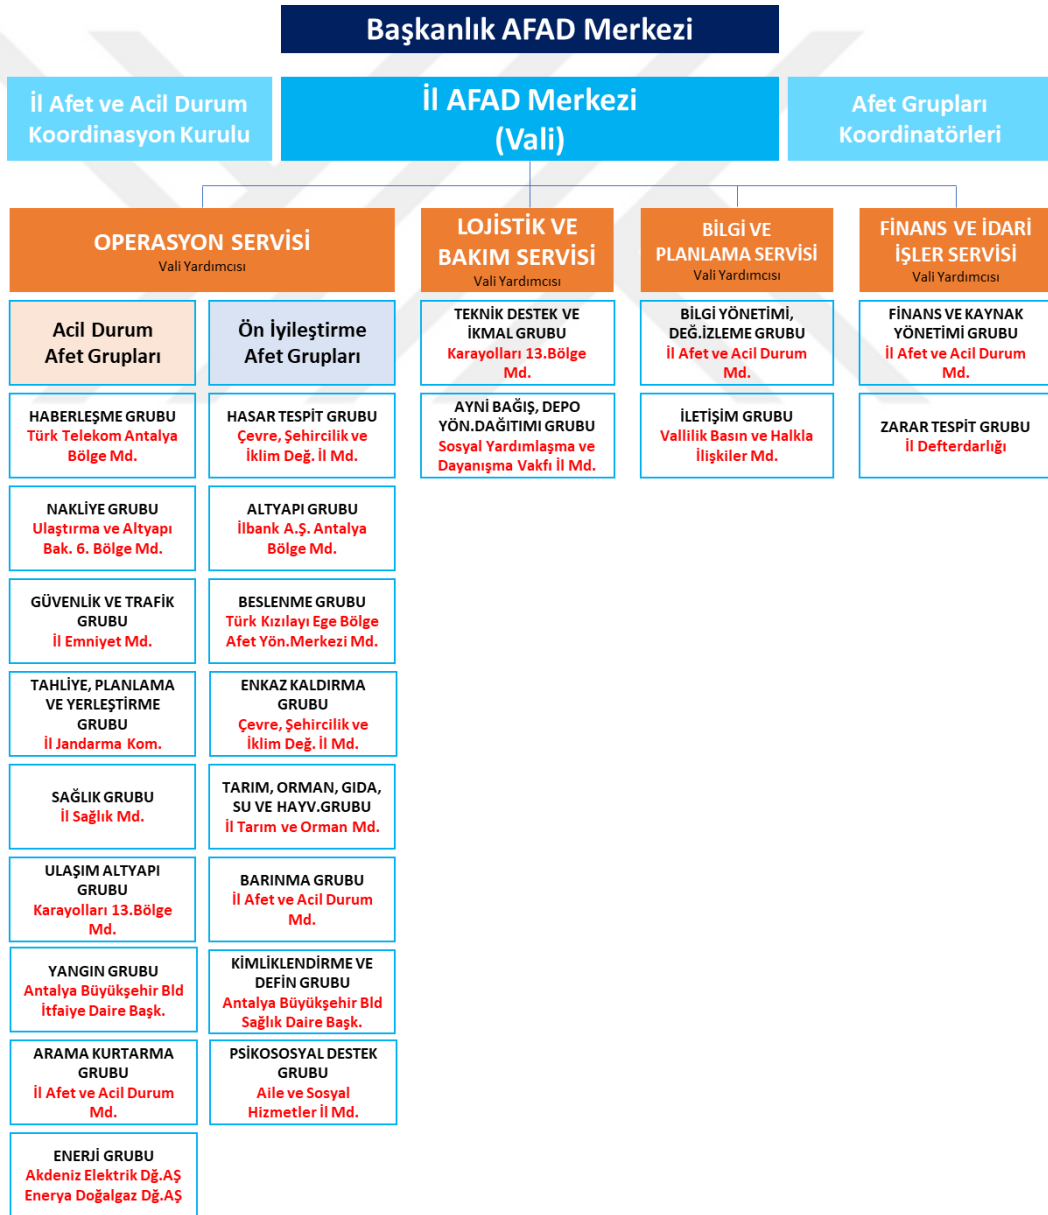 Başkanlık AFAD Merkezi
İl Afet ve Acil Durum
Koordinasyon Kurulu
İl AFAD Merkezi
(Vali)
Afet Grupları
Koordinatörleri
OPERASYON SERVİSİ
Vali Yardımcısı
LOJİSTİK VE
BAKIM SERVİSİ
Vali Yardımcısı
BİLGİ VE
PLANLAMA SERVİSİ
Vali Yardımcısı
FİNANS VE İDARİ
İŞLER SERVİSİ
Vali Yardımcısı
Acil Durum
Afet Grupları
Ön İyileştirme
Afet Grupları
TEKNİK DESTEK VE
İKMAL GRUBU
Karayolları 13.Bölge
Md.
BİLGİ YÖNETİMİ,
DEĞ.İZLEME GRUBU
İl Afet ve Acil Durum
Md.
FİNANS VE KAYNAK
YÖNETİMİ GRUBU
İl Afet ve Acil Durum
Md.
HABERLEŞME GRUBU
Türk Telekom Antalya
Bölge Md.
HASAR TESPİT GRUBU
Çevre, Şehircilik ve
İklim Değ. İl Md.
AYNİ BAĞIŞ, DEPO
YÖN.DAĞITIMI GRUBU
Sosyal Yardımlaşma ve
Dayanışma Vakfı İl Md.
İLETİŞİM GRUBU
Vallilik Basın ve Halkla
İlişkiler Md.
ZARAR TESPİT GRUBU
İl Defterdarlığı
NAKLİYE GRUBU
Ulaştırma ve Altyapı
Bak. 6. Bölge Md.
ALTYAPI GRUBU
İlbank A.Ş. Antalya
Bölge Md.
GÜVENLİK VE TRAFİK
GRUBU
İl Emniyet Md.
BESLENME GRUBU
Türk Kızılayı Ege Bölge
Afet Yön.Merkezi Md.
TAHLİYE, PLANLAMA
VE YERLEŞTİRME
GRUBU
İl Jandarma Kom.
ENKAZ KALDIRMA
GRUBU
Çevre, Şehircilik ve
İklim Değ. İl Md.
SAĞLIK GRUBU
İl Sağlık Md.
TARIM, ORMAN, GIDA,
SU VE HAYV.GRUBU
İl Tarım ve Orman Md.
ULAŞIM ALTYAPI
GRUBU
Karayolları 13.Bölge
Md.
BARINMA GRUBU
İl Afet ve Acil Durum
Md.
YANGIN GRUBU
Antalya Büyükşehir Bld
İtfaiye Daire Başk.
KİMLİKLENDİRME VE
DEFİN GRUBU
Antalya Büyükşehir Bld
Sağlık Daire Başk.
ARAMA KURTARMA
GRUBU
İl Afet ve Acil Durum
Md.
PSİKOSOSYAL DESTEK
GRUBU
Aile ve Sosyal
Hizmetler İl Md.
ENERJİ GRUBU
Akdeniz Elektrik Dğ.AŞ
Enerya Doğalgaz Dğ.AŞ